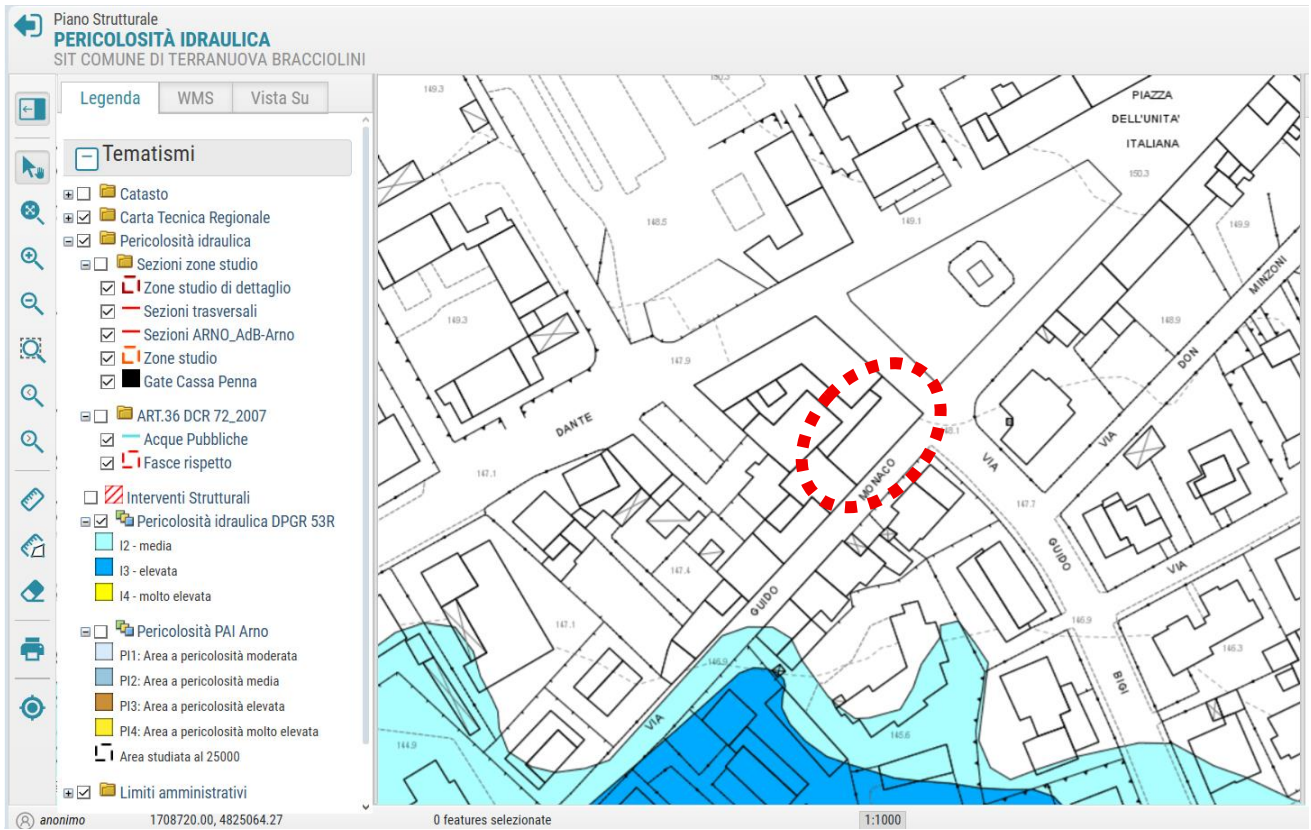 Piano Strutturale
PERICOLOSITÀ IDRAULICA
SIT COMUNE DI TERRANUOVA BRACCIOLINI
Legenda
WMS
Vista Su
Tematismi
Catasto
Carta Tecnica Regionale
Pericolosità idraulica
Sezioni zone studio
Zone studio di dettaglio
Sezioni trasversali
Sezioni ARNO_AdB-Arno
Zone studio
Gate Cassa Penna
ART.36 DCR 72_2007
Acque Pubbliche
Fasce rispetto
Interventi Strutturali
Pericolosità idraulica DPGR 53R
I2 - media
I3 - elevata
I4 - molto elevata
Pericolosità PAI Arno
PI1: Area a pericolosità moderata
PI2: Area a pericolosità media
PI3: Area a pericolosità elevata
PI4: Area a pericolosità molto elevata
Area studiata al 25000
Limiti amministrativi
149.3
PIAZZA
DELL'UNITA'
ITALIANA
150.3
148.5
149.1
149.9
MINZONI
149.3
148.9
147.9
DON
DANTE
VIA
147.1
MONACO
VIA
147.7
GUIDO
VIA
147.4
GUIDO
147.1
146.9
146.9
146.3
BIGI
VIA
144.9
145.6
anonimo
1708720.00, 4825064.27
0 features selezionate
1:1000